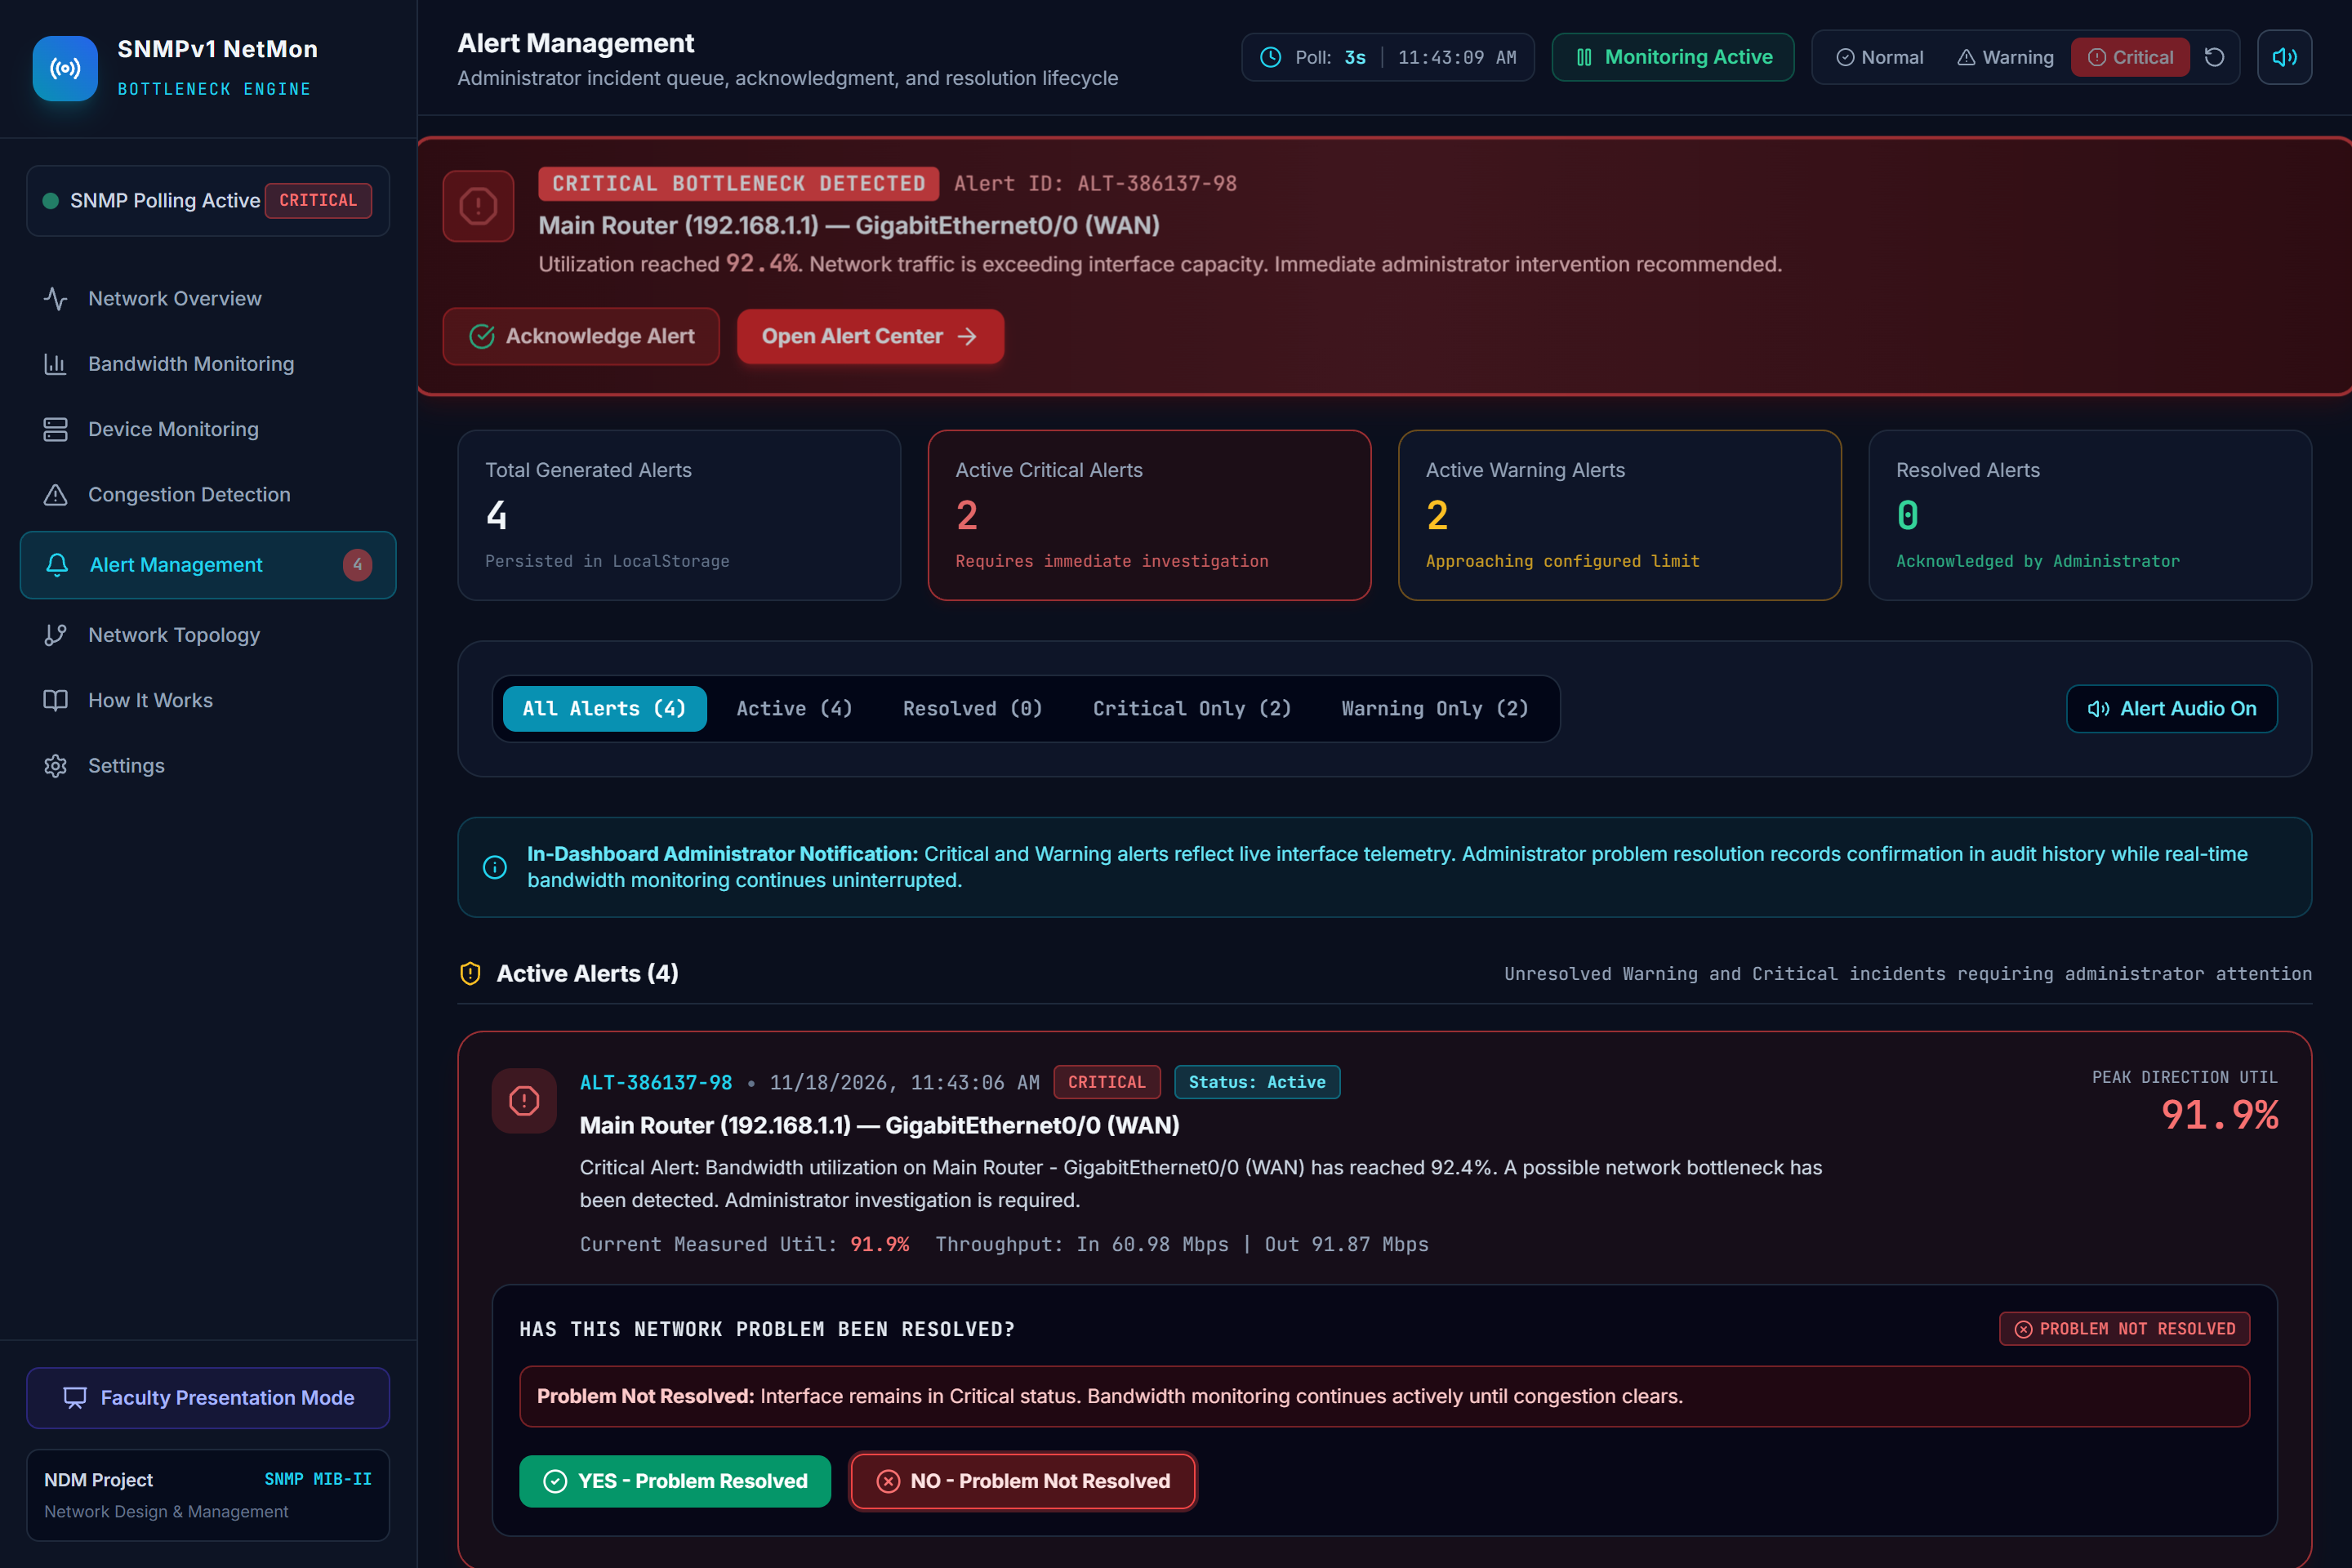 SNMPv1 NetMon
BOTTLENECK ENGINE
SNMP Polling Active CRITICAL
Network Overview
Bandwidth Monitoring
Device Monitoring
Congestion Detection
Alert Management 4
Network Topology
How It Works
Settings
Faculty Presentation Mode
NDM Project SNMP MIB-II
Network Design & Management
Alert Management
Administrator incident queue, acknowledgment, and resolution lifecycle
Poll: 3s | 11:43:09 AM
Monitoring Active
Normal Warning Critical
CRITICAL BOTTLENECK DETECTED Alert ID: ALT-386137-98
Main Router (192.168.1.1) — GigabitEthernet0/0 (WAN)
Utilization reached 92.4%. Network traffic is exceeding interface capacity. Immediate administrator intervention recommended.
Acknowledge Alert Open Alert Center →
Total Generated Alerts
4
Persisted in LocalStorage
Active Critical Alerts
2
Requires immediate investigation
Active Warning Alerts
2
Approaching configured limit
Resolved Alerts
0
Acknowledged by Administrator
All Alerts (4) Active (4) Resolved (0) Critical Only (2) Warning Only (2)
Alert Audio On
In-Dashboard Administrator Notification: Critical and Warning alerts reflect live interface telemetry. Administrator problem resolution records confirmation in audit history while real-time
bandwidth monitoring continues uninterrupted.
Active Alerts (4)
Unresolved Warning and Critical incidents requiring administrator attention
ALT-386137-98 • 11/18/2026, 11:43:06 AM CRITICAL Status: Active
Main Router (192.168.1.1) — GigabitEthernet0/0 (WAN)
Critical Alert: Bandwidth utilization on Main Router - GigabitEthernet0/0 (WAN) has reached 92.4%. A possible network bottleneck has
been detected. Administrator investigation is required.
Current Measured Util: 91.9% Throughput: In 60.98 Mbps | Out 91.87 Mbps
PEAK DIRECTION UTIL
91.9%
HAS THIS NETWORK PROBLEM BEEN RESOLVED?
PROBLEM NOT RESOLVED
Problem Not Resolved: Interface remains in Critical status. Bandwidth monitoring continues actively until congestion clears.
YES - Problem Resolved NO - Problem Not Resolved